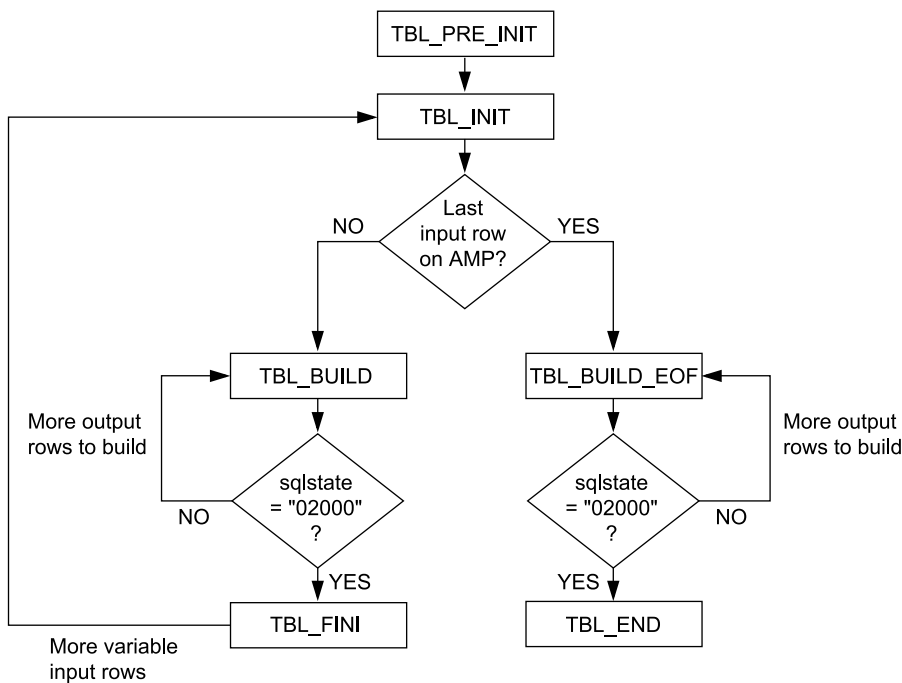 TBL_PRE_INIT
TBL_INIT
Last
input row
on AMP?
NO
YES
TBL_BUILD
TBL_BUILD_EOF
More output
rows to build
More output
rows to build
sqlstate
= "02000"
?
NO
sqlstate
= "02000"
?
NO
YES
YES
TBL_FINI
TBL_END
More variable
input rows